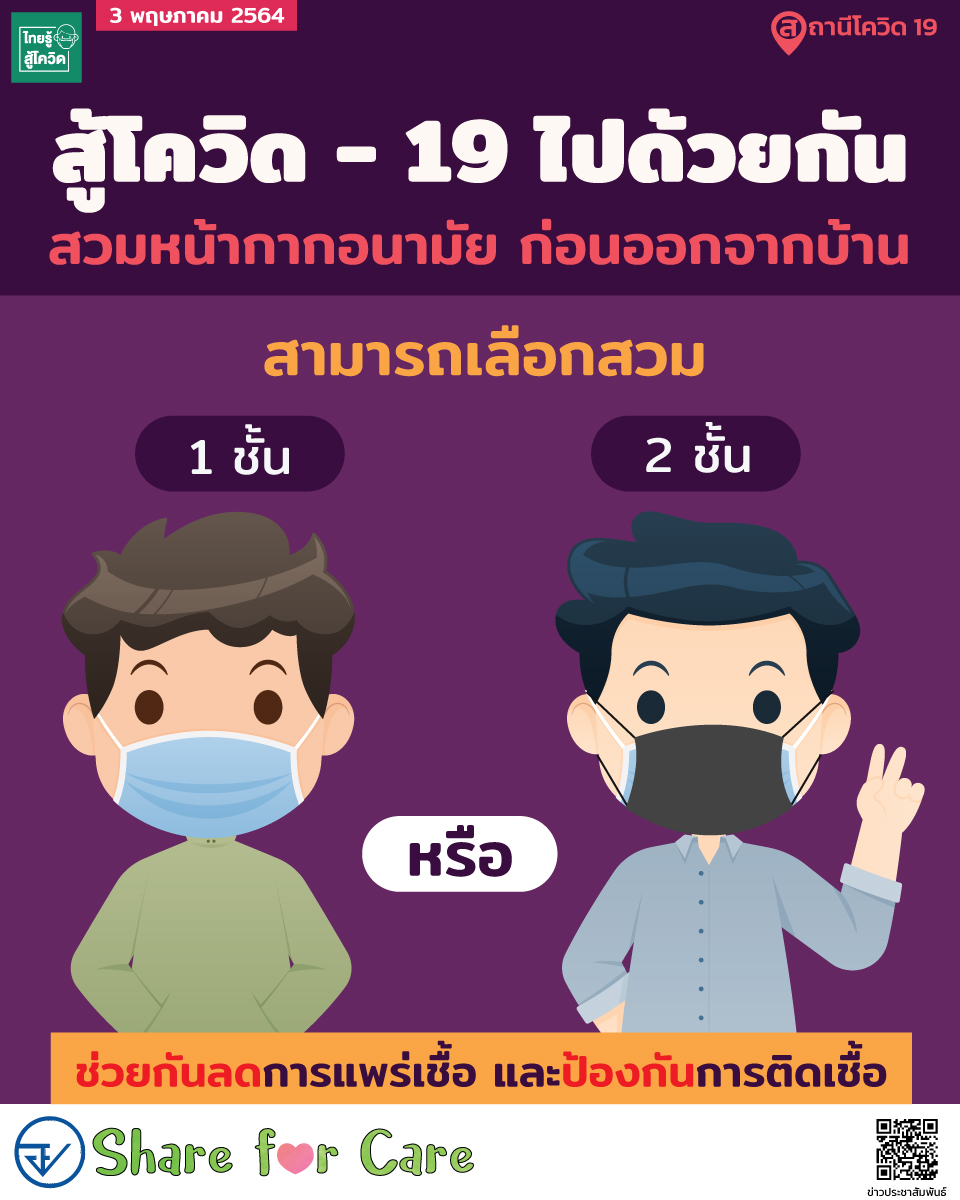 3 พฤษภาคม 2564
ไทยรู้
สู้โควิด
สถานีโควิด 19
สู้โควิด - 19 ไปด้วยกัน
สวมหน้ากากอนามัย ก่อนออกจากบ้าน
สามารถเลือกสวม
1 ชั้น
2 ชั้น
หรือ
ช่วยกันลดการแพร่เชื้อ และป้องกันการติดเชื้อ
Share for Care
ข่าวประชาสัมพันธ์